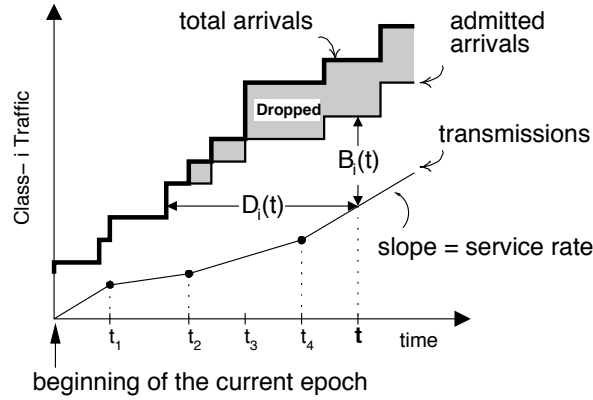 total arrivals
admitted
arrivals
Dropped
transmissions
Class– i Traffic
B_i(t)
D_i(t)
slope = service rate
t_1
t_2
t_3
t_4
t
time
beginning of the current epoch